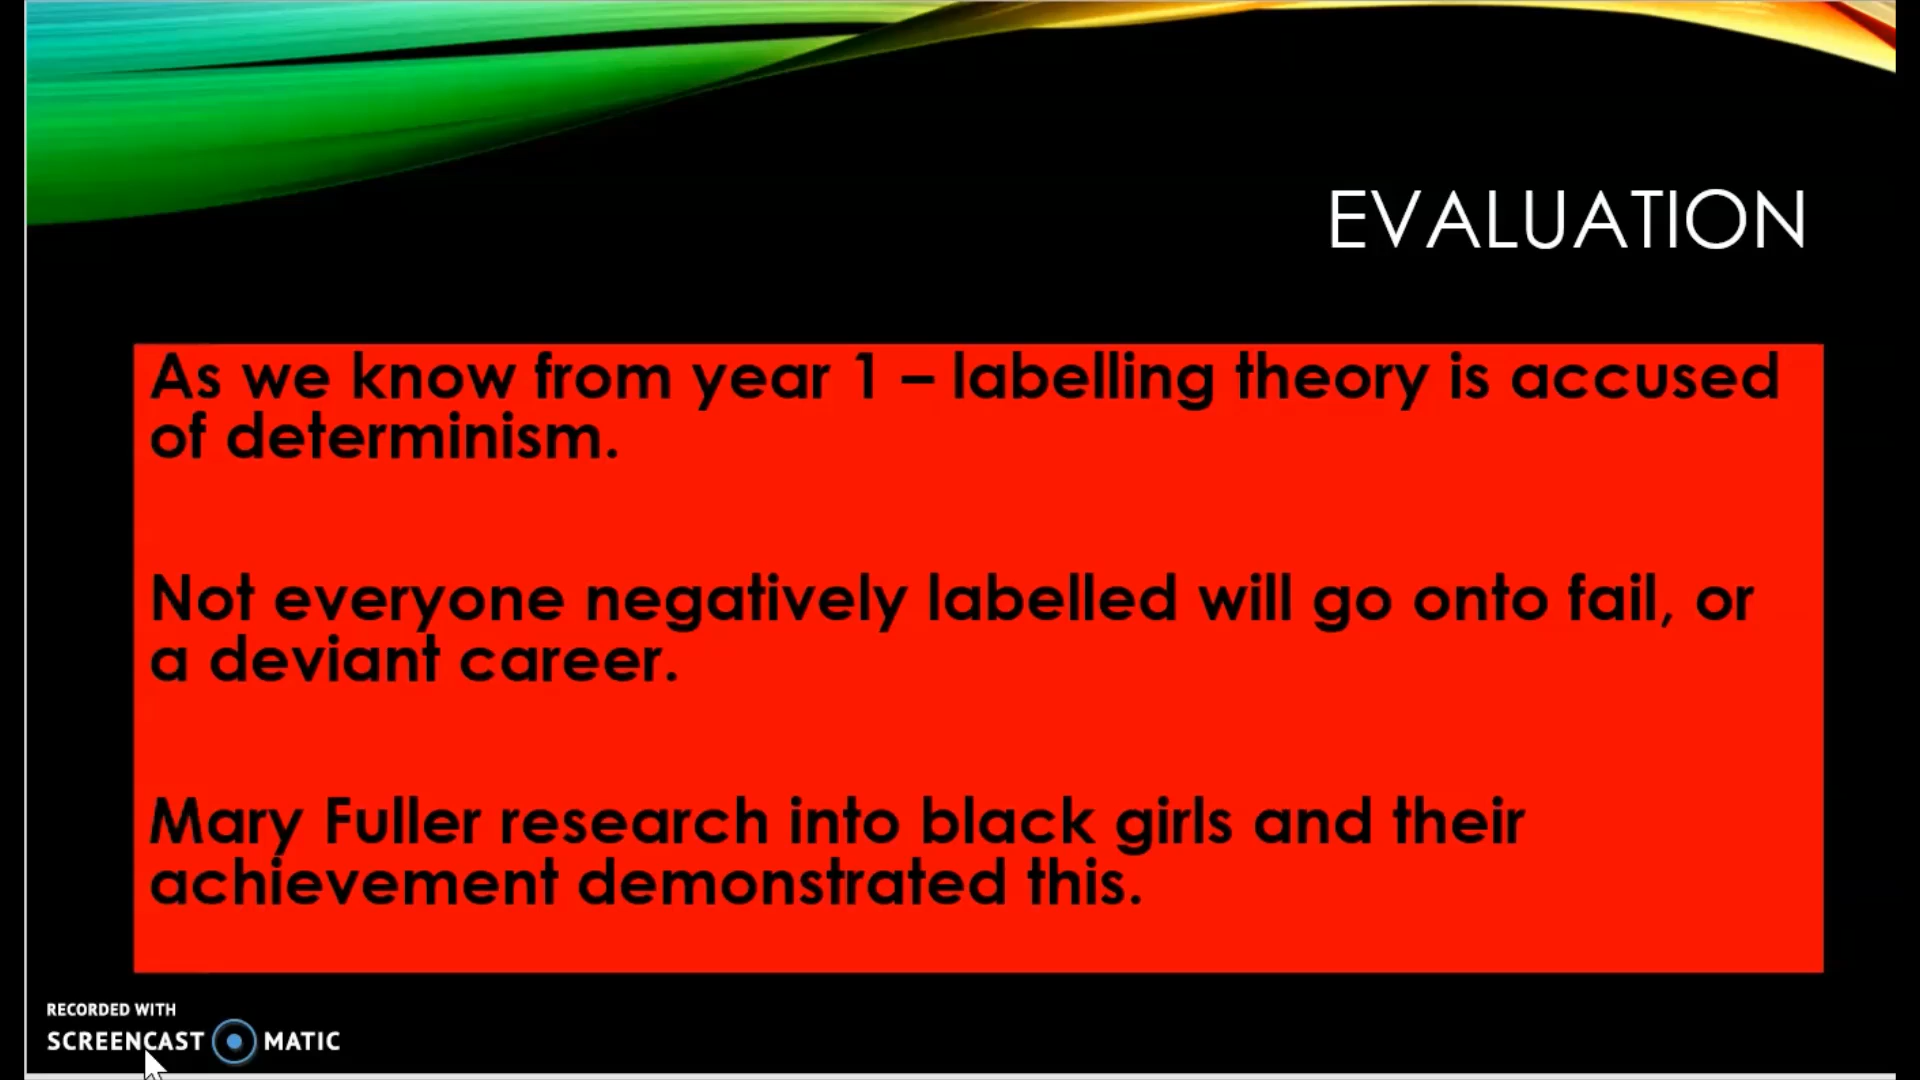 EVALUATION
As we know from year 1 – labelling theory is accused
of determinism.
Not everyone negatively labelled will go onto fail, or
a deviant career.
Mary Fuller research into black girls and their
achievement demonstrated this.
RECORDED WITH
SCREENCAST MATIC